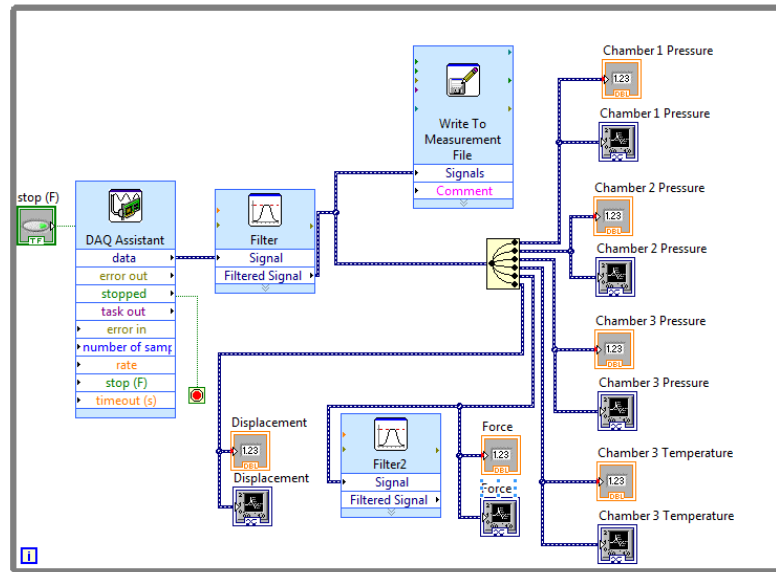 Chamber 1 Pressure
1.23
DBL
Chamber 1 Pressure
Write To
Measurement
File
Signals
Comment
stop (F)
TF
DAQ Assistant
data
error out
stopped
task out
error in
number of samp
rate
stop (F)
timeout (s)
Filter
Signal
Filtered Signal
Chamber 2 Pressure
1.23
DBL
Chamber 2 Pressure
Chamber 3 Pressure
1.23
DBL
Chamber 3 Pressure
Displacement
1.23
DBL
Displacement
Filter2
Signal
Filtered Signal
Force
1.23
DBL
Force
Chamber 3 Temperature
1.23
DBL
Chamber 3 Temperature
i